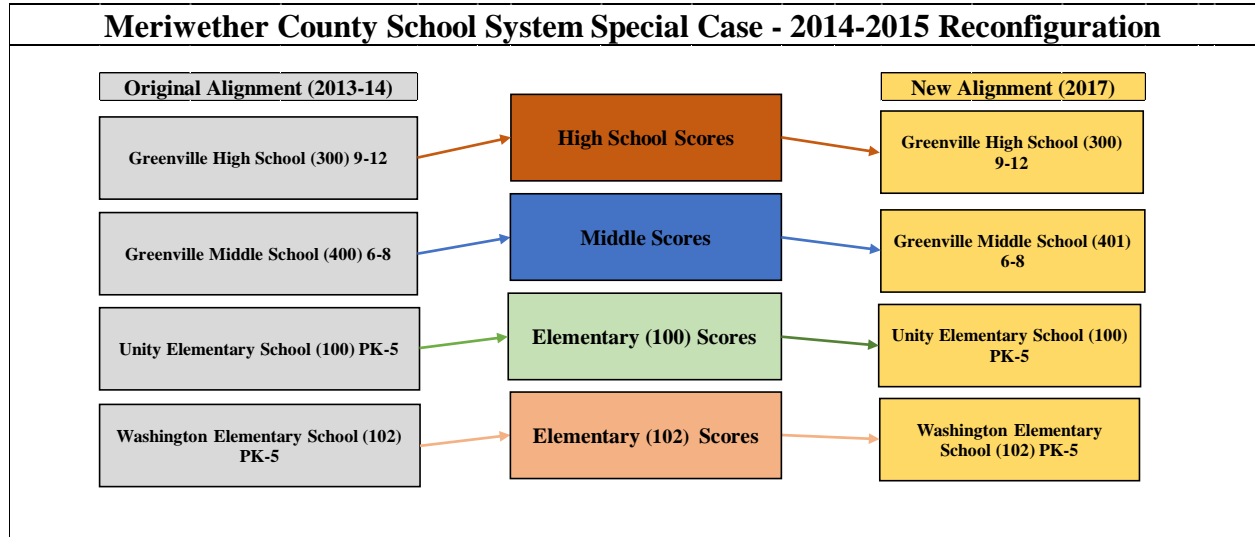 Meriwether County School System Special Case - 2014-2015 Reconfiguration
Original Alignment (2013-14)
New Alignment (2017)
Greenville High School (300) 9-12
High School Scores
Greenville High School (300)
9-12
Greenville Middle School (400) 6-8
Middle Scores
Greenville Middle School (401)
6-8
Unity Elementary School (100) PK-5
Elementary (100) Scores
Unity Elementary School (100)
PK-5
Washington Elementary School (102)
PK-5
Elementary (102) Scores
Washington Elementary
School (102) PK-5